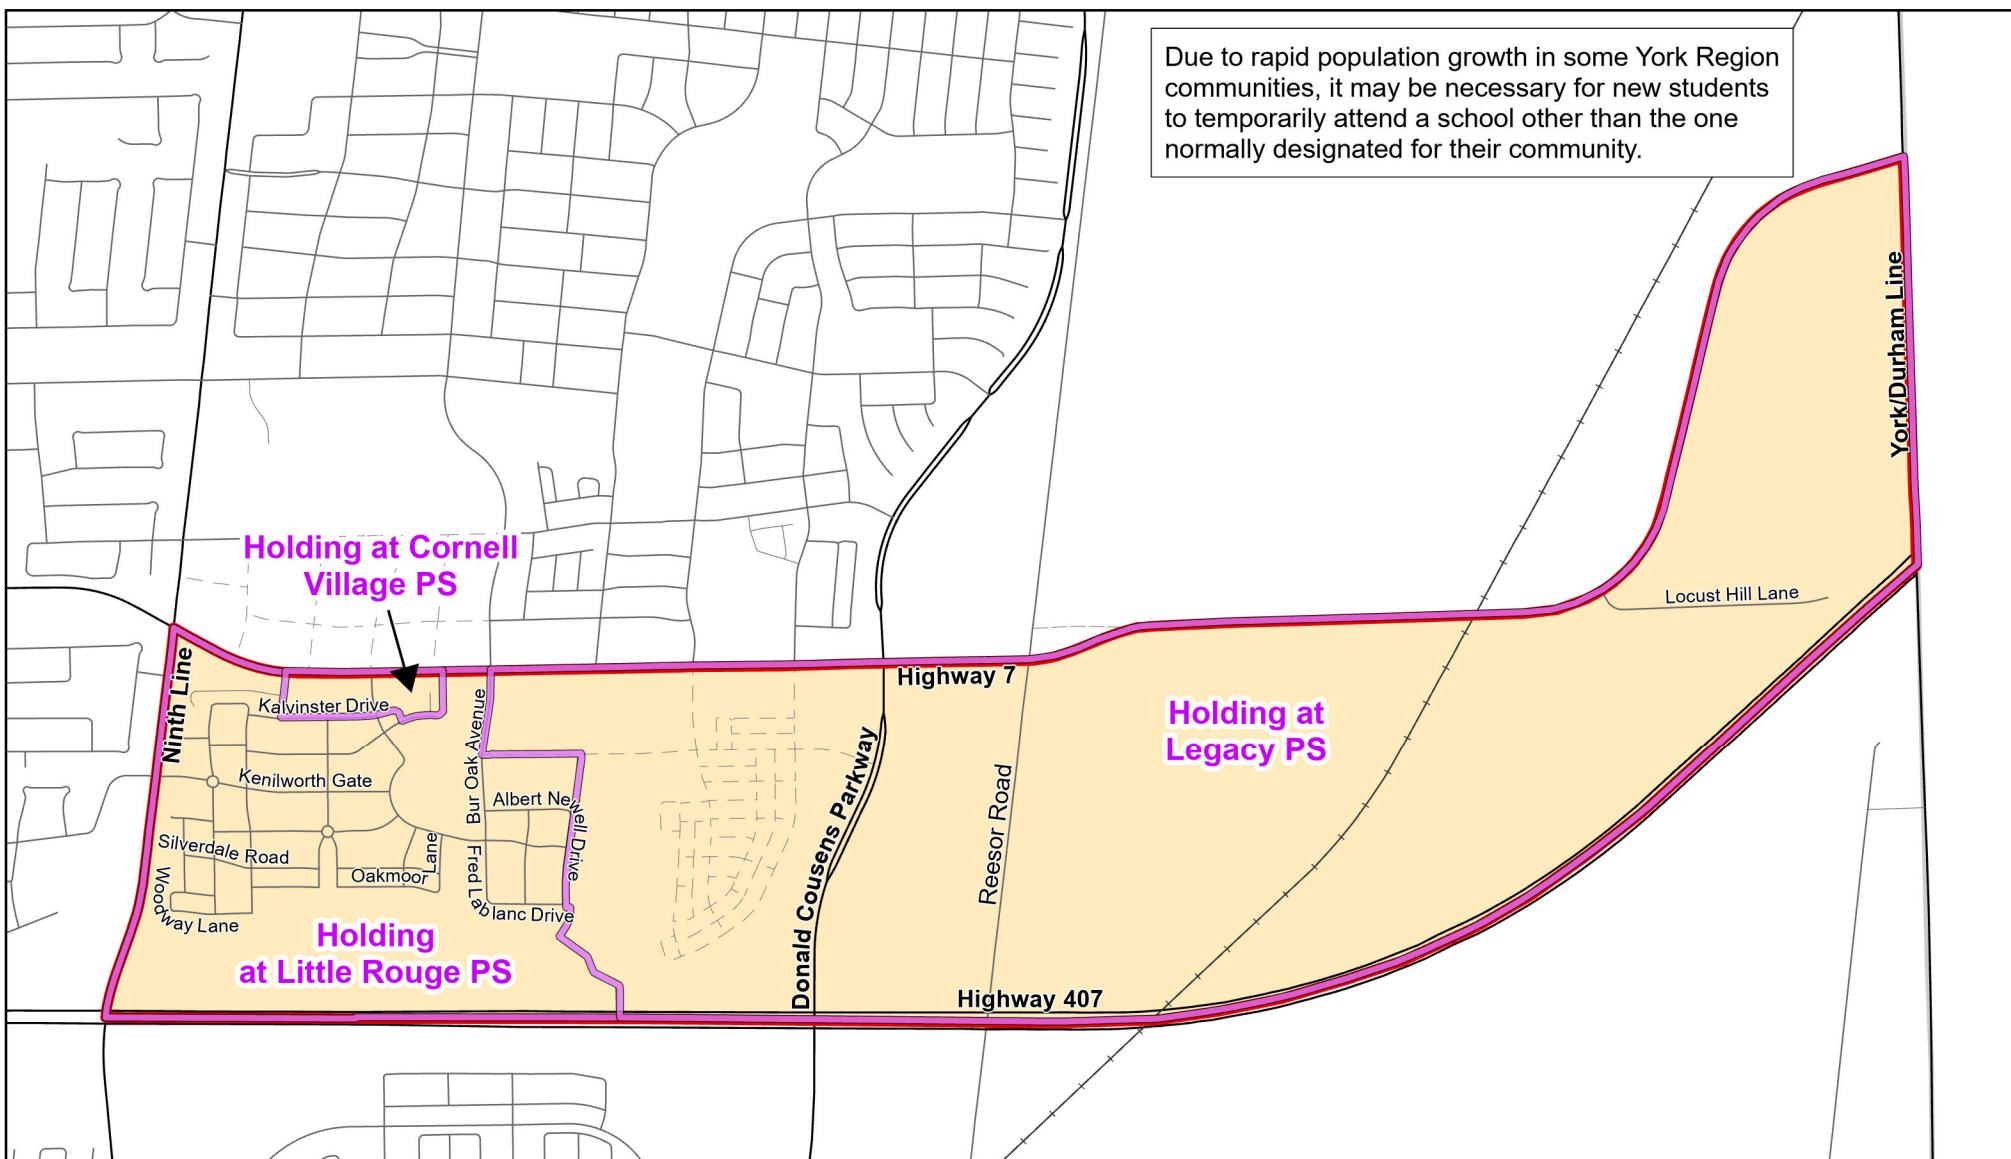 Due to rapid population growth in some York Region
communities, it may be necessary for new students
to temporarily attend a school other than the one
normally designated for their community.
York/Durham Line
Holding at Cornell
Village PS
Locust Hill Lane
Ninth Line
Highway 7
Kalvinster Drive
Bur Oak Avenue
Holding at
Legacy PS
Kenilworth Gate
Albert Newell Drive
Donald Cousens Parkway
Reesor Road
Silverdale Road
Oakmoor Lane
Woodway Lane
Fred Lablanc Drive
Holding
at Little Rouge PS
Highway 407